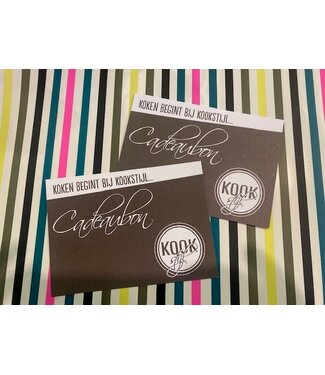 KOKEN BEGINT BIJ KOOKSTIJL...
Cadeaubon
KOOK
stijl
KOKEN BEGINT BIJ KOOKSTIJL...
Cadeaubon
KOOK
stijl